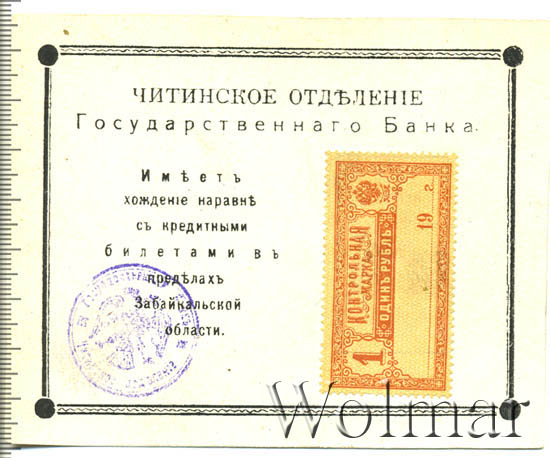 ЧИТИНСКОЕ ОТДѢЛЕНІЕ
Государственнаго Банка.
Имѣетъ
хожденіе наравнѣ
съ кредитными
билетами въ
предѣлахъ
Забайкальской
области.
1
КОНТРОЛЬНАЯ
МАРКА
ОДИНЪ РУБЛЬ
19 г.
Wolmar